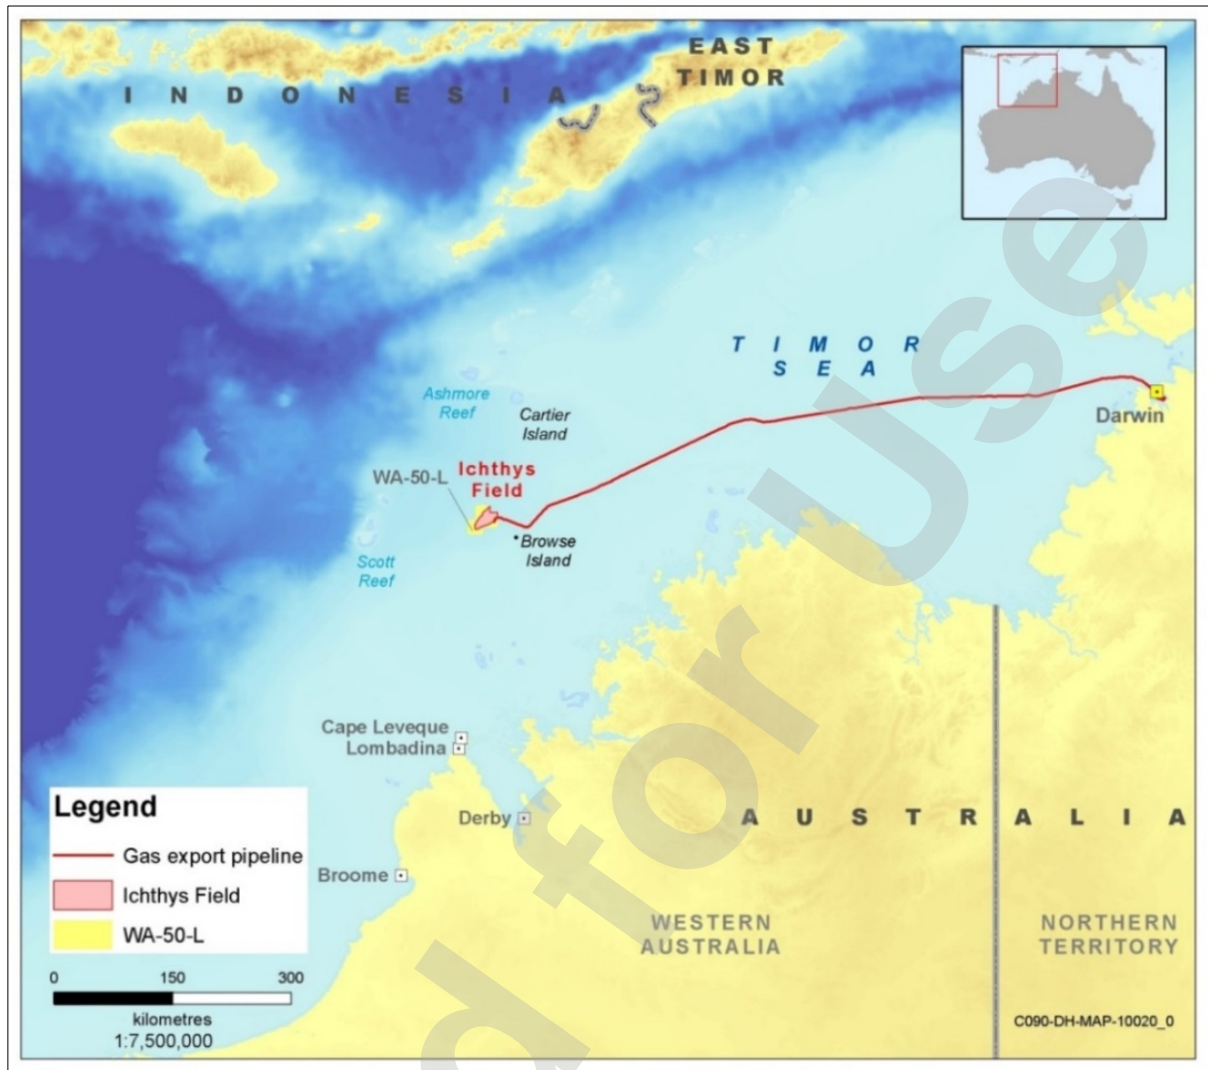 EAST
TIMOR
INDONESIA
TIMOR
SEA
Ashmore
Reef
Cartier
Island
Darwin
Ichthys
Field
WA-50-L
Browse
Island
Scott
Reef
Cape Leveque
Lombadina
Derby
Broome
AUSTRALIA
WESTERN
AUSTRALIA
NORTHERN
TERRITORY
Legend
Gas export pipeline
Ichthys Field
WA-50-L
0 150 300
kilometres
1:7,500,000
C090-DH-MAP-10020_0
d for Use